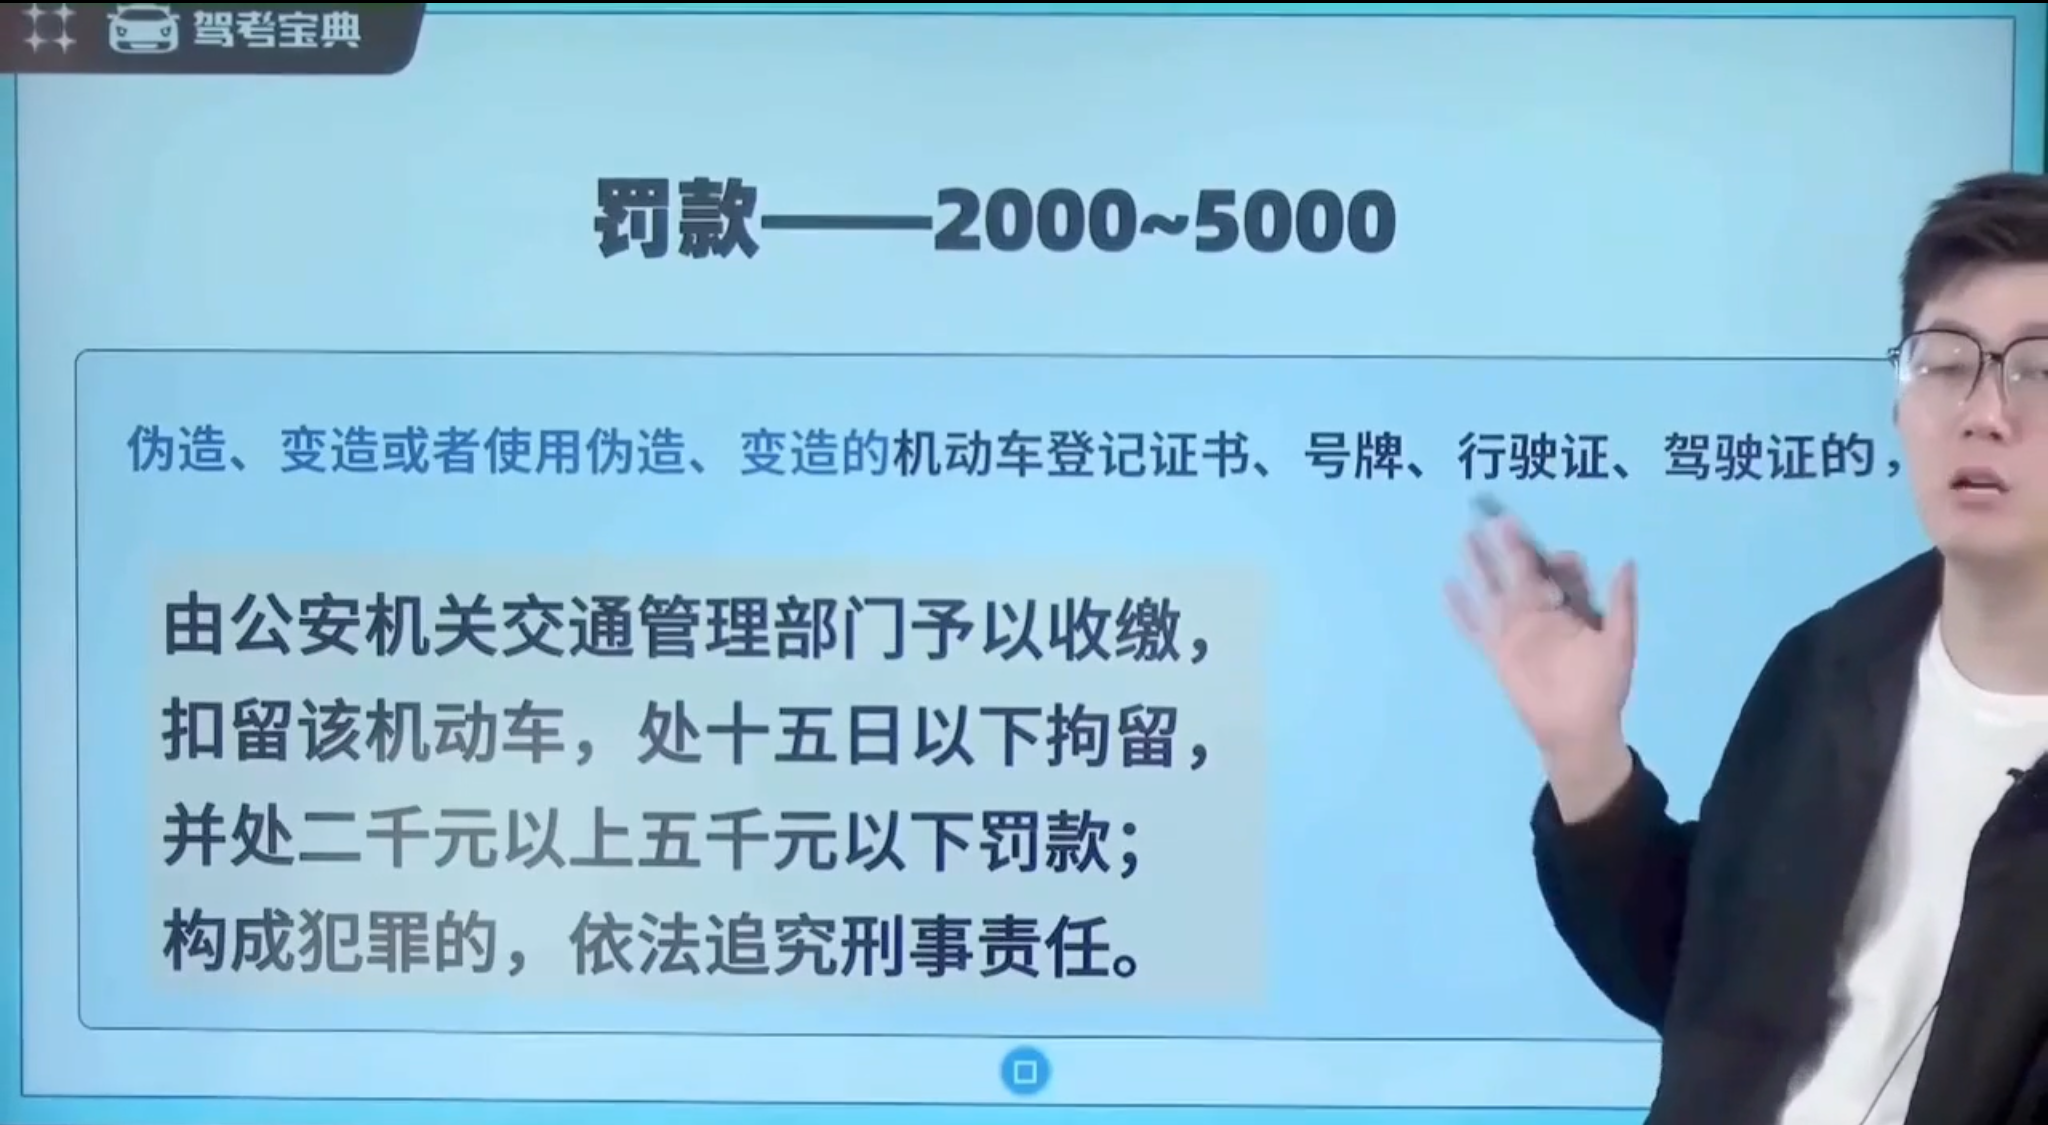 驾考宝典
罚款——2000~5000
伪造、变造或者使用伪造、变造的机动车登记证书、号牌、行驶证、驾驶证的，
由公安机关交通管理部门予以收缴，
扣留该机动车，处十五日以下拘留，
并处二千元以上五千元以下罚款；
构成犯罪的，依法追究刑事责任。